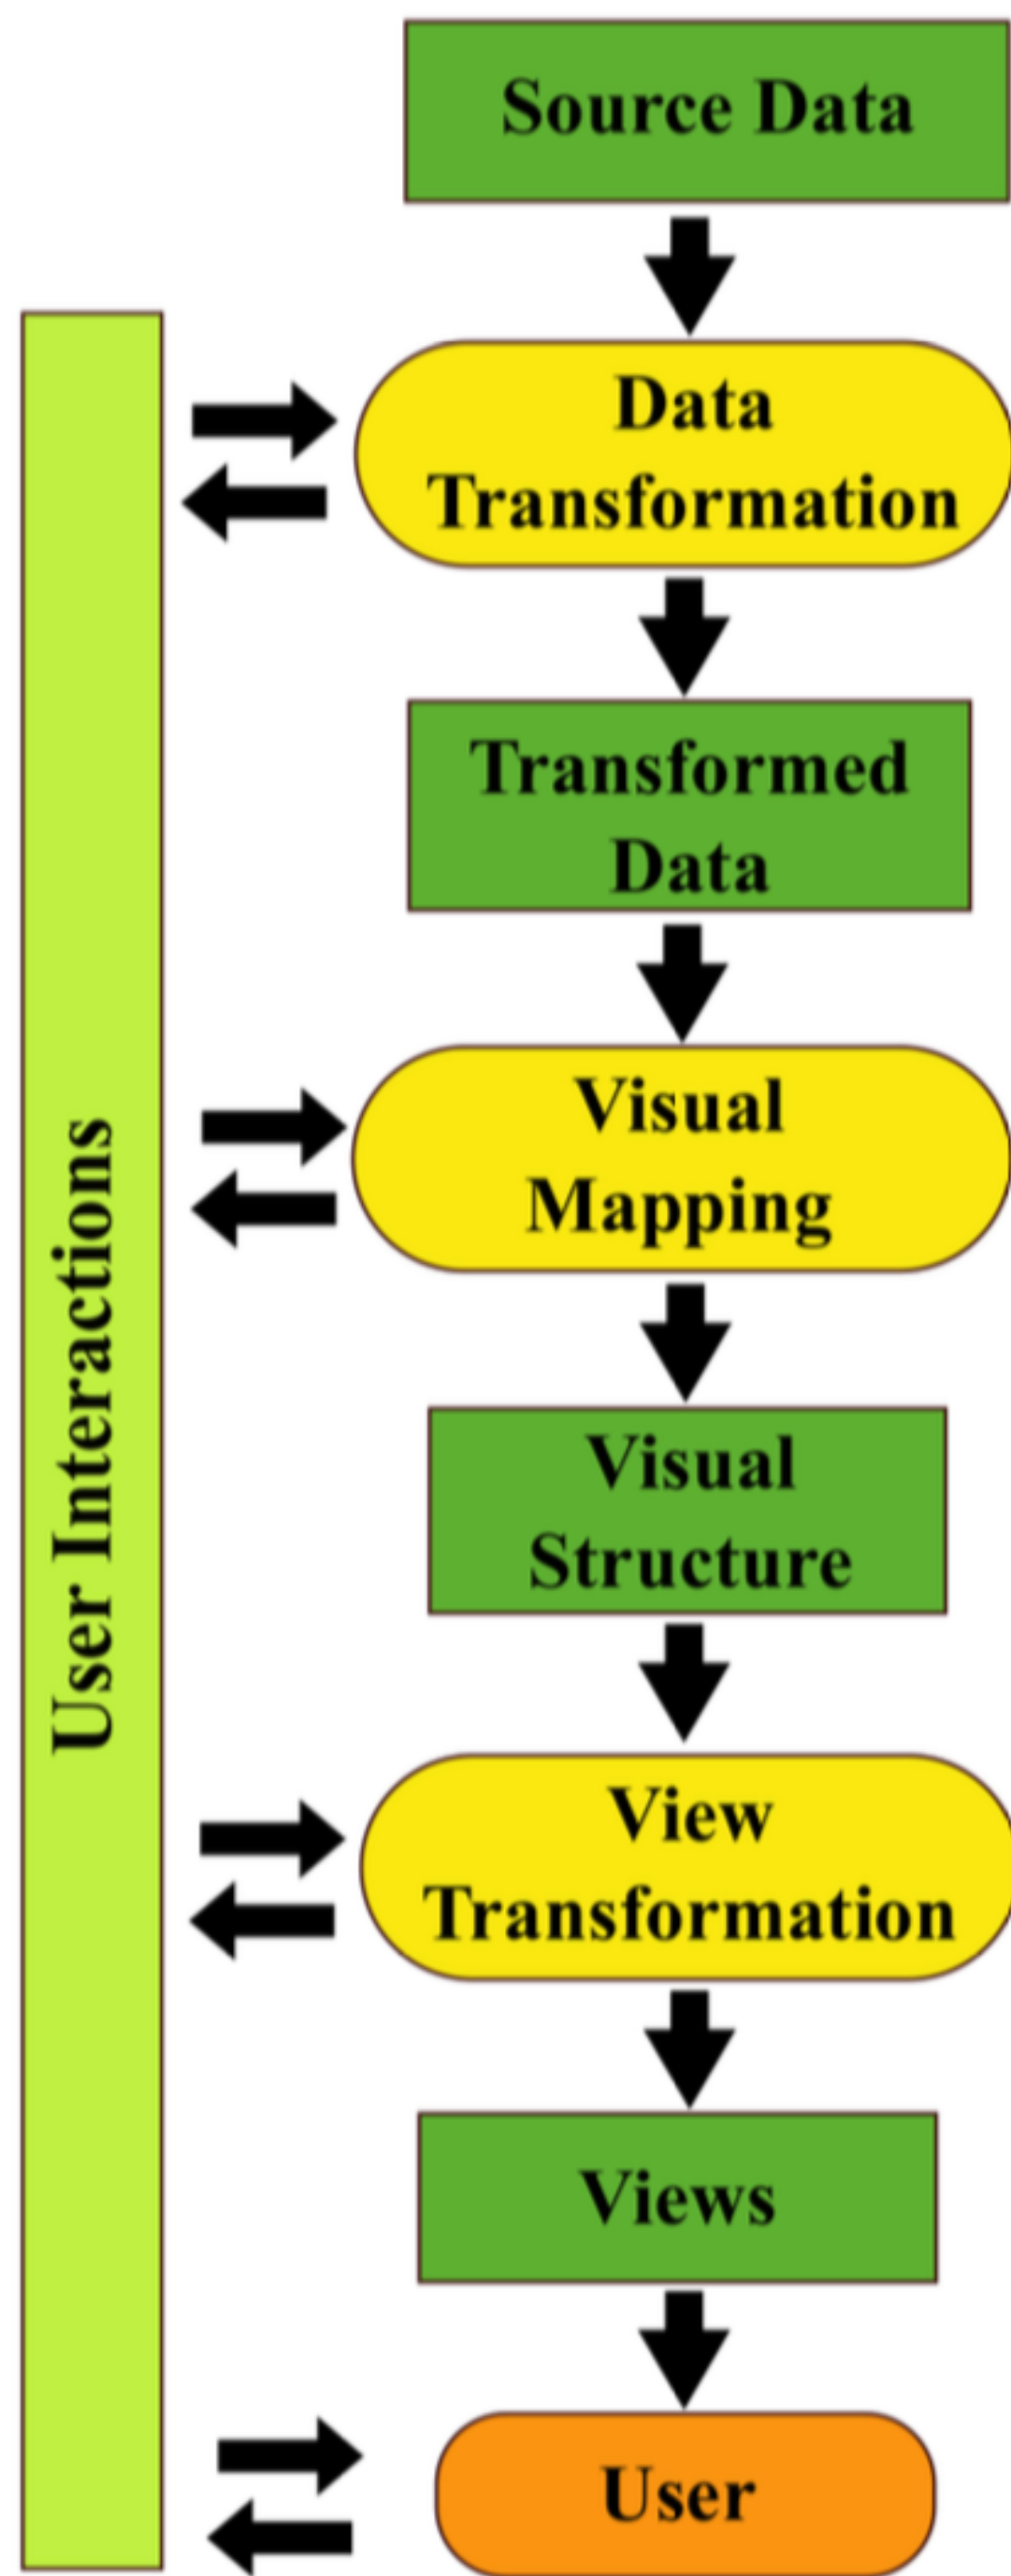 Source Data
Data
Transformation
Transformed
Data
Visual
Mapping
Visual
Structure
View
Transformation
Views
User
User Interactions